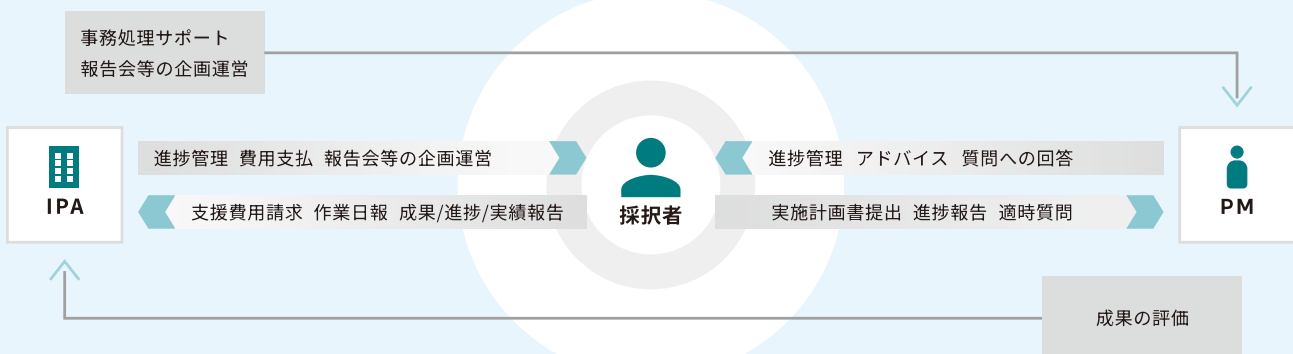 事務処理サポート
報告会等の企画運営
進捗管理 費用支払 報告会等の企画運営
進捗管理 アドバイス 質問への回答
IPA
支援費用請求 作業日報 成果/進捗/実績報告
採択者
実施計画書提出 進捗報告 適時質問
PM
成果の評価